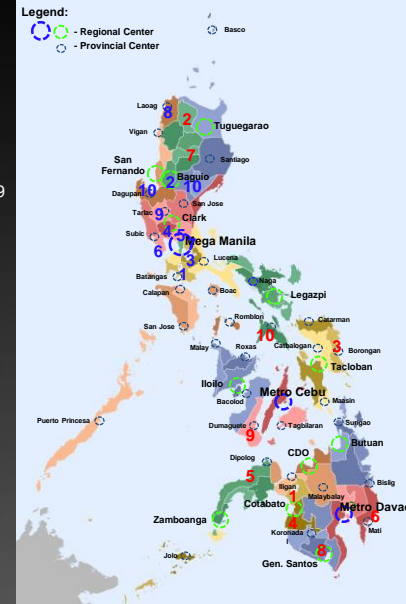 Legend:
- Regional Center
- Provincial Center
Basco
Laoag
8
2
Tuguegarao
Vigan
7
San
Fernando
Santiago
Baguio
2
10
10
Dagupan
San Jose
9
Tarlac
Clark
4
5
Subic
Mega Manila
6
3
Lucena
1
Batangas
Naga
Calapan
Boac
Legazpi
Romblon
Catarman
San Jose
10
3
Malay
Catbalogan
Borongan
Roxas
Tacloban
Iloilo
Metro Cebu
Bacolod
Maasin
Puerto Princesa
Dumaguete
Tagbilaran
Surigao
9
Butuan
Dipolog
CDO
5
Iligan
Bislig
Malaybalay
1
Cotabato
Metro Davao
Zamboanga
4
6
Koronada
Mati
8
Jolo
Gen. Santos
9